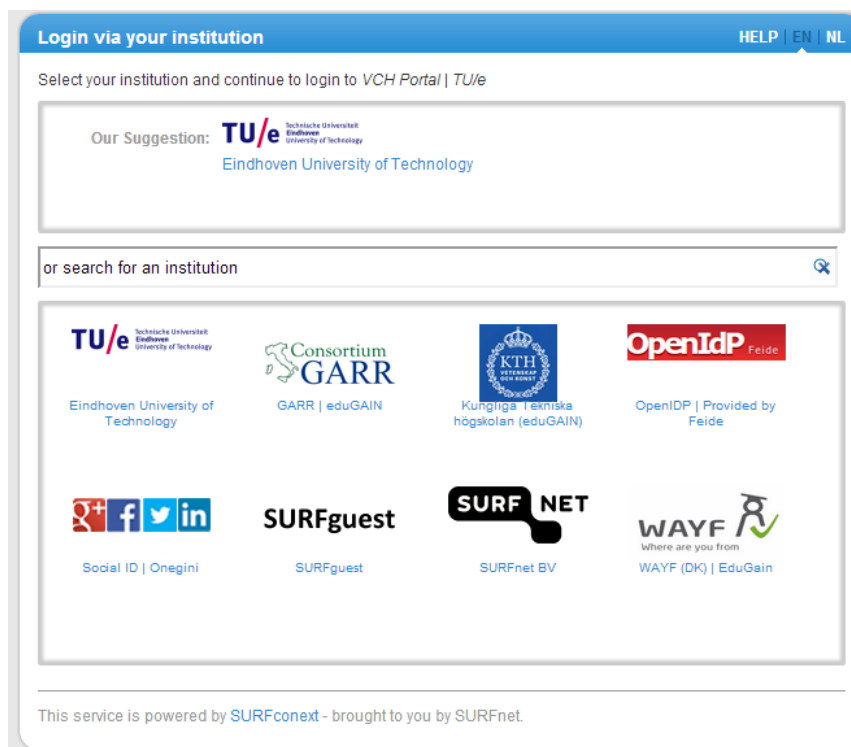 Login via your institution
HELP | EN | NL
Select your institution and continue to login to VCH Portal | TU/e
Our Suggestion:
TU/e Technische Universiteit
Eindhoven
University of Technology
Eindhoven University of Technology
or search for an institution
TU/e Technische Universiteit
Eindhoven
University of Technology
Eindhoven University of
Technology
Consortium
GARR
GARR | eduGAIN
KTH
VETENSKAP
OCH KONST
Kungliga Tekniska
högskolan (eduGAIN)
OpenIdP Feide
OpenIDP | Provided by
Feide
g+ f in
Social ID | Onegini
SURFguest
SURFguest
SURF NET
SURFnet BV
WAYF
Where are you from
WAYF (DK) | EduGain
This service is powered by SURFconext - brought to you by SURFnet.